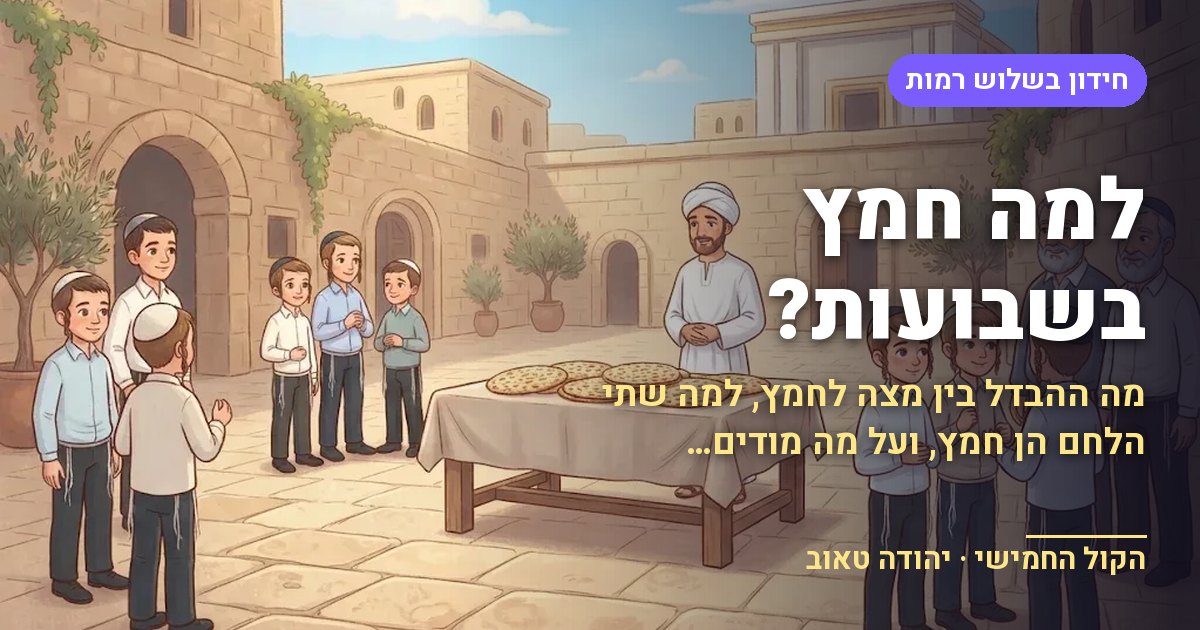 חידון בשלוש רמות
למה חמץ
בשבועות?
מה ההבדל בין מצה לחמץ, למה שתי
הלחם הן חמץ, ועל מה מודים...
הקול החמישי · יהודה טאוב